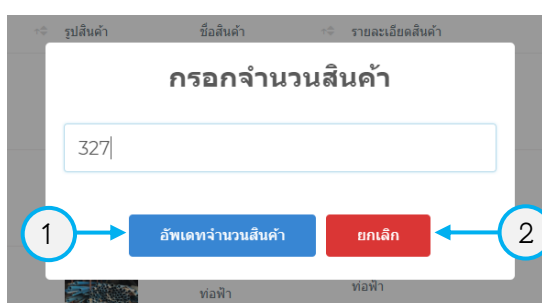 รูปสินค้า ชื่อสินค้า รายละเอียดสินค้า
กรอกจำนวนสินค้า
327
1 อัพเดทจำนวนสินค้า ยกเลิก 2
ท่อฟ้า ท่อฟ้า